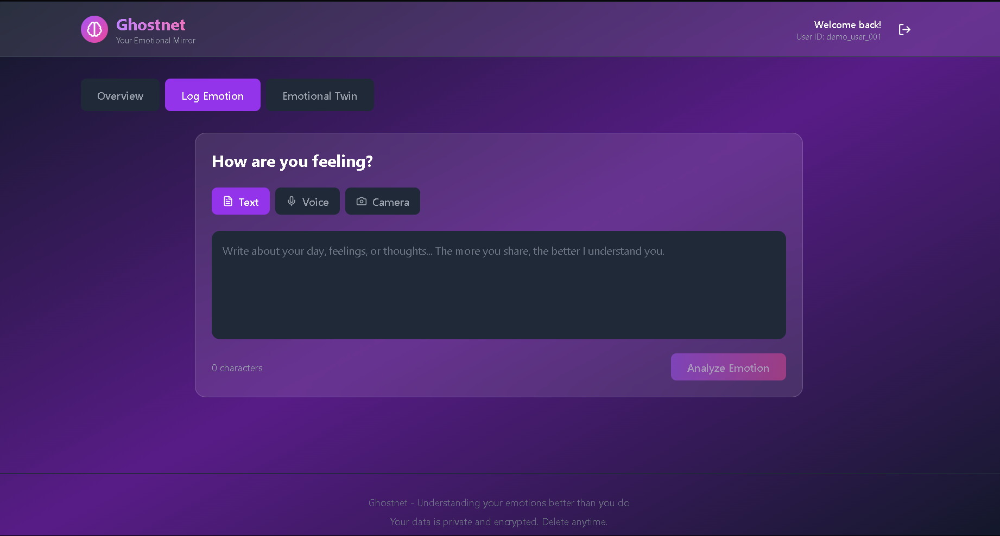 Ghostnet
Your Emotional Mirror
Welcome back!
User ID: demo_user_001
Overview
Log Emotion
Emotional Twin
How are you feeling?
Text
Voice
Camera
Write about your day, feelings, or thoughts... The more you share, the better I understand you.
0 characters
Analyze Emotion
Ghostnet - Understanding your emotions better than you do
Your data is private and encrypted. Delete anytime.